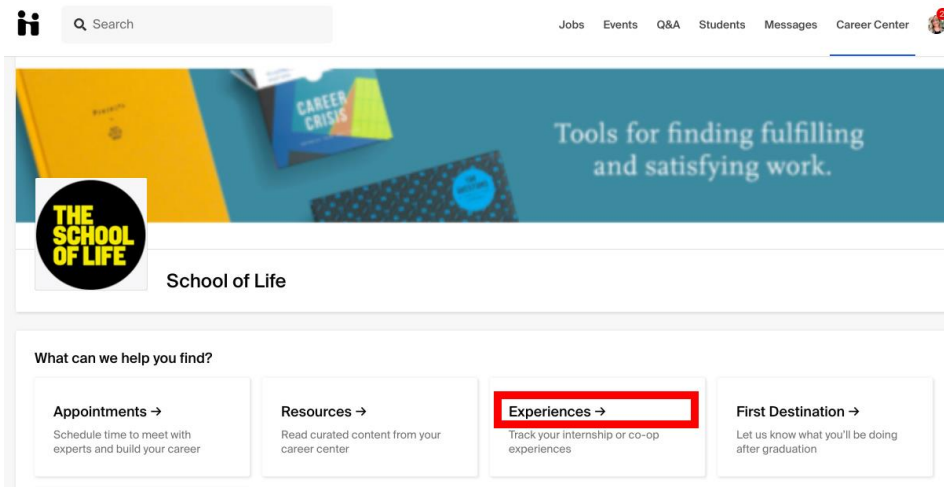 Search
Jobs Events Q&A Students Messages Career Center 2
CAREER
CRISIS
Tools for finding fulfilling
and satisfying work.
THE
SCHOOL
OF LIFE
School of Life
What can we help you find?
Appointments →
Schedule time to meet with
experts and build your career
Resources →
Read curated content from your
career center
Experiences →
Track your internship or co-op
experiences
First Destination →
Let us know what you'll be doing
after graduation